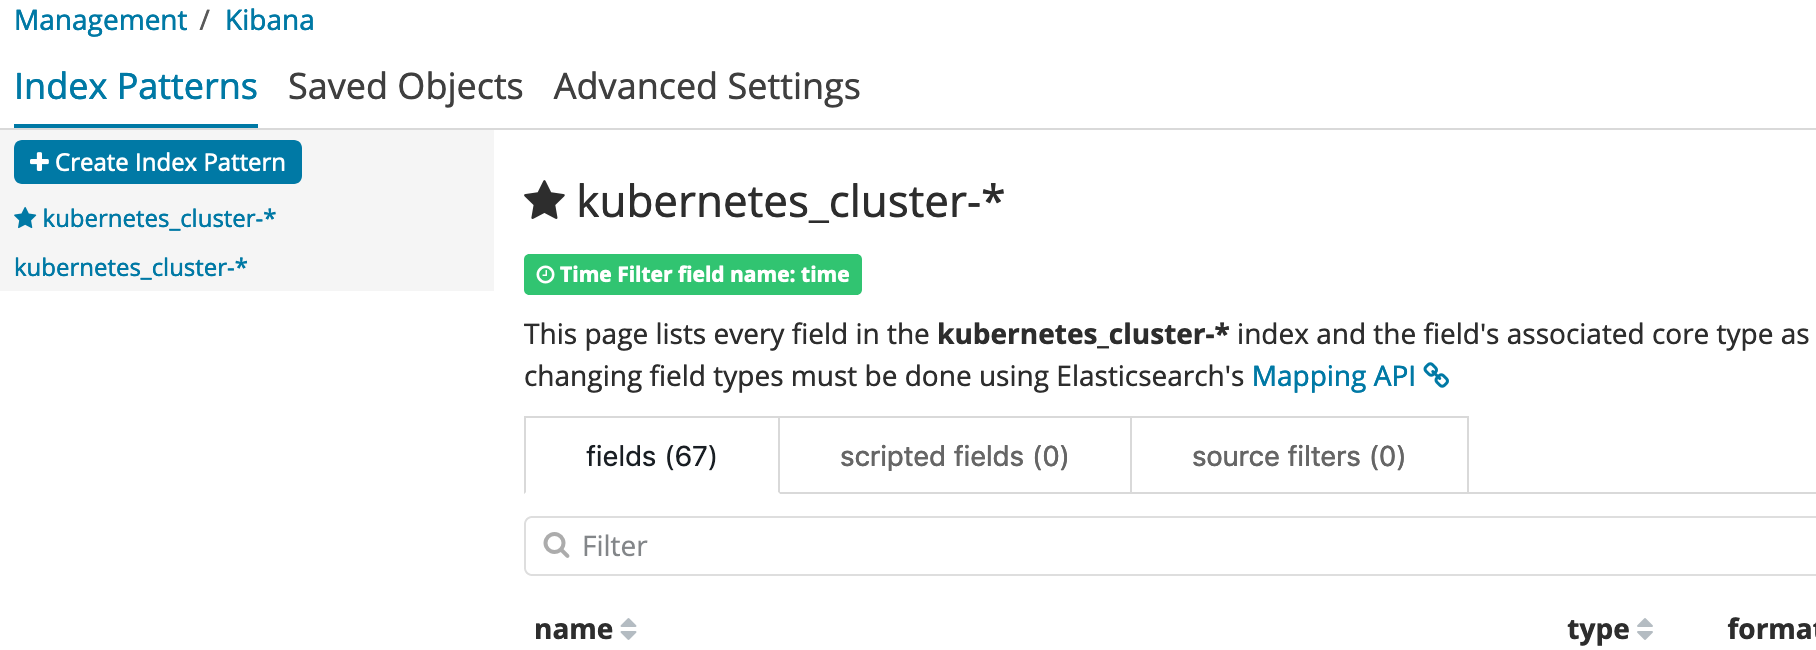 Management / Kibana
Index Patterns Saved Objects Advanced Settings
Create Index Pattern
kubernetes_cluster-*
kubernetes_cluster-*
kubernetes_cluster-*
Time Filter field name: time
This page lists every field in the kubernetes_cluster-* index and the field's associated core type as
changing field types must be done using Elasticsearch's Mapping API
fields (67) scripted fields (0) source filters (0)
Filter
name type format